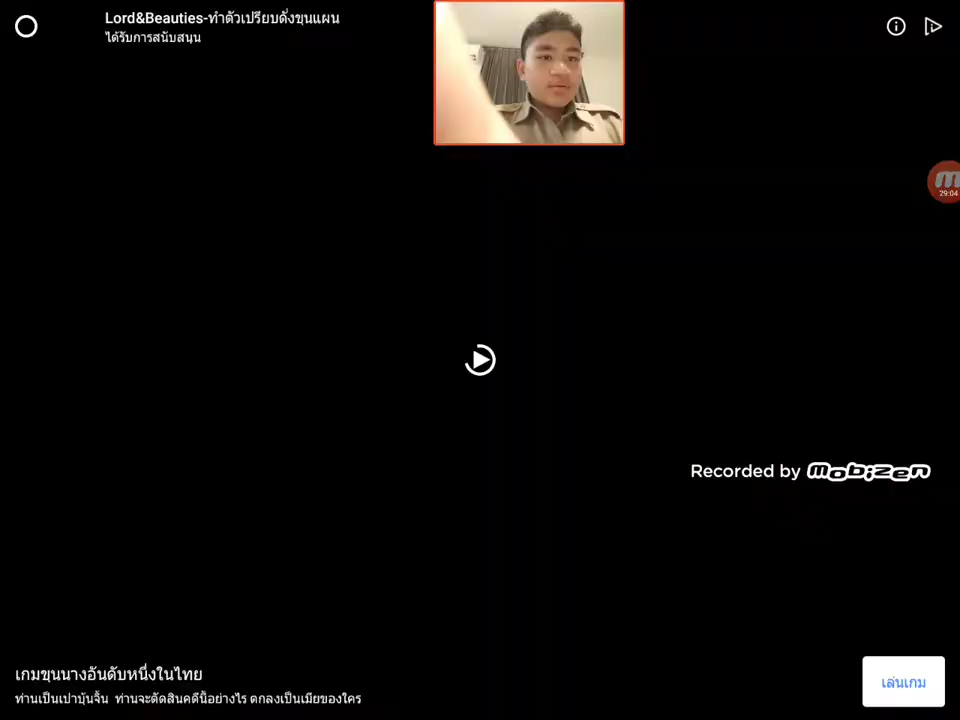 Lord&Beauties-ทำตัวเปรียบดั่งขุนแผน
ได้รับการสนับสนุน
29:04
Recorded by Mobizen
เกมขุนนางอันดับหนึ่งในไทย
ท่านเป็นเปาบุ้นจิ้น ท่านจะตัดสินคดีนี้อย่างไร ตกลงเป็นเมียของใคร
เล่นเกม